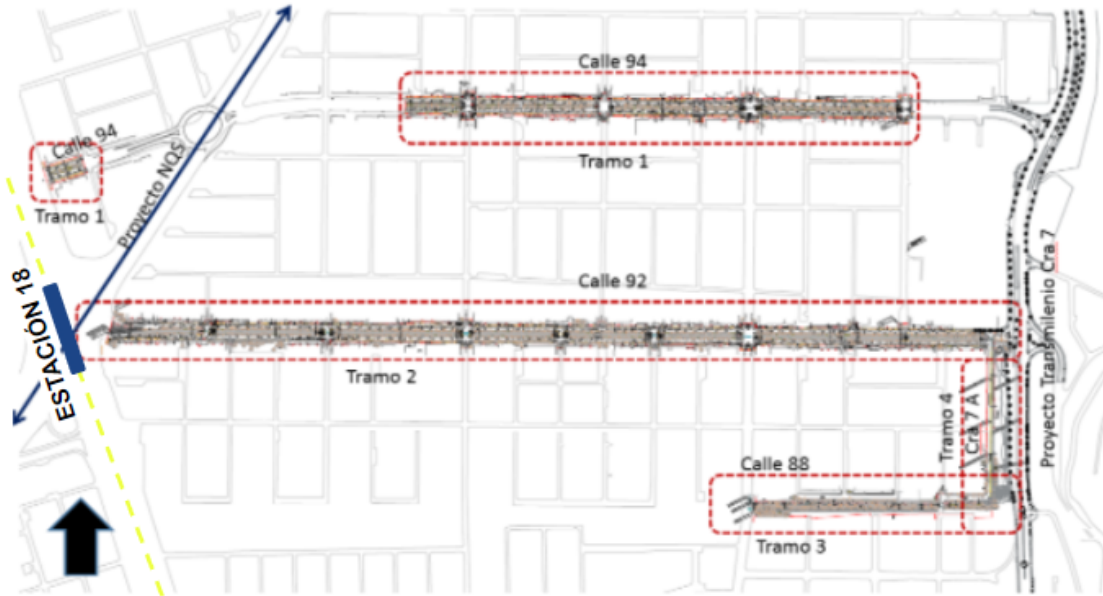 Calle 94
Calle 94
Tramo 1
Tramo 1
Proyecto NQS
ESTACIÓN 18
Calle 92
Tramo 2
Proyecto Transmilenio Cra 7
Tramo 4
Cra 7 A
Calle 88
Tramo 3